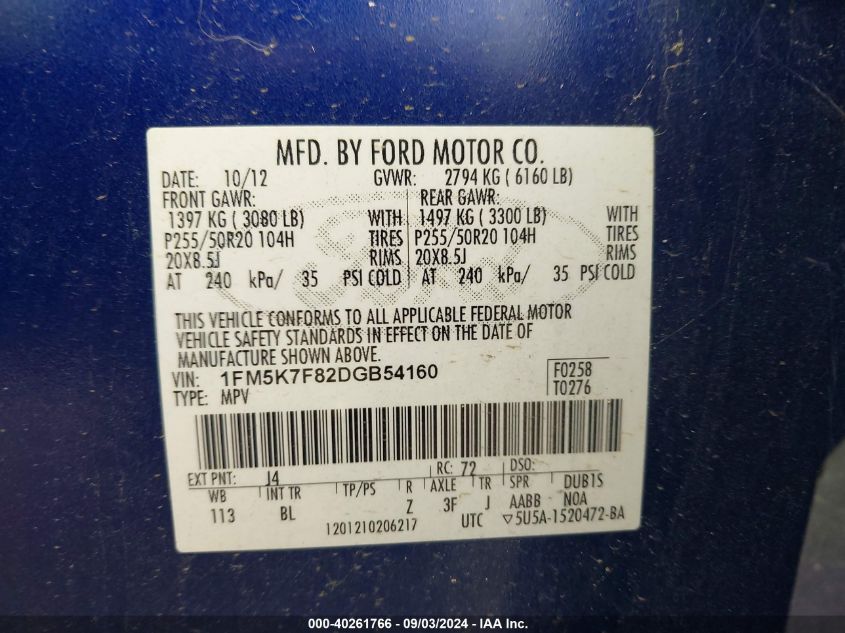 MFD. BY FORD MOTOR CO.
DATE: 10/12 GVWR: 2794 KG ( 6160 LB)
FRONT GAWR: REAR GAWR:
1397 KG ( 3080 LB) WITH 1497 KG ( 3300 LB) WITH
P255/50R20 104H TIRES P255/50R20 104H TIRES
20X8.5J RIMS 20X8.5J RIMS
AT 240 kPa/ 35 PSI COLD AT 240 kPa/ 35 PSI COLD
THIS VEHICLE CONFORMS TO ALL APPLICABLE FEDERAL MOTOR
VEHICLE SAFETY STANDARDS IN EFFECT ON THE DATE OF
MANUFACTURE SHOWN ABOVE.
VIN: 1FM5K7F82DGB54160 F0258
TYPE: MPV T0276
EXT PNT: J4 RC: 72 DSO:
WB INT TR TP/PS R AXLE TR SPR DUB1S
113 BL Z 3F J AABB NOA
1201210206217 UTC ▽5U5A-1520472-BA
000-40261766 - 09/03/2024 - IAA Inc.